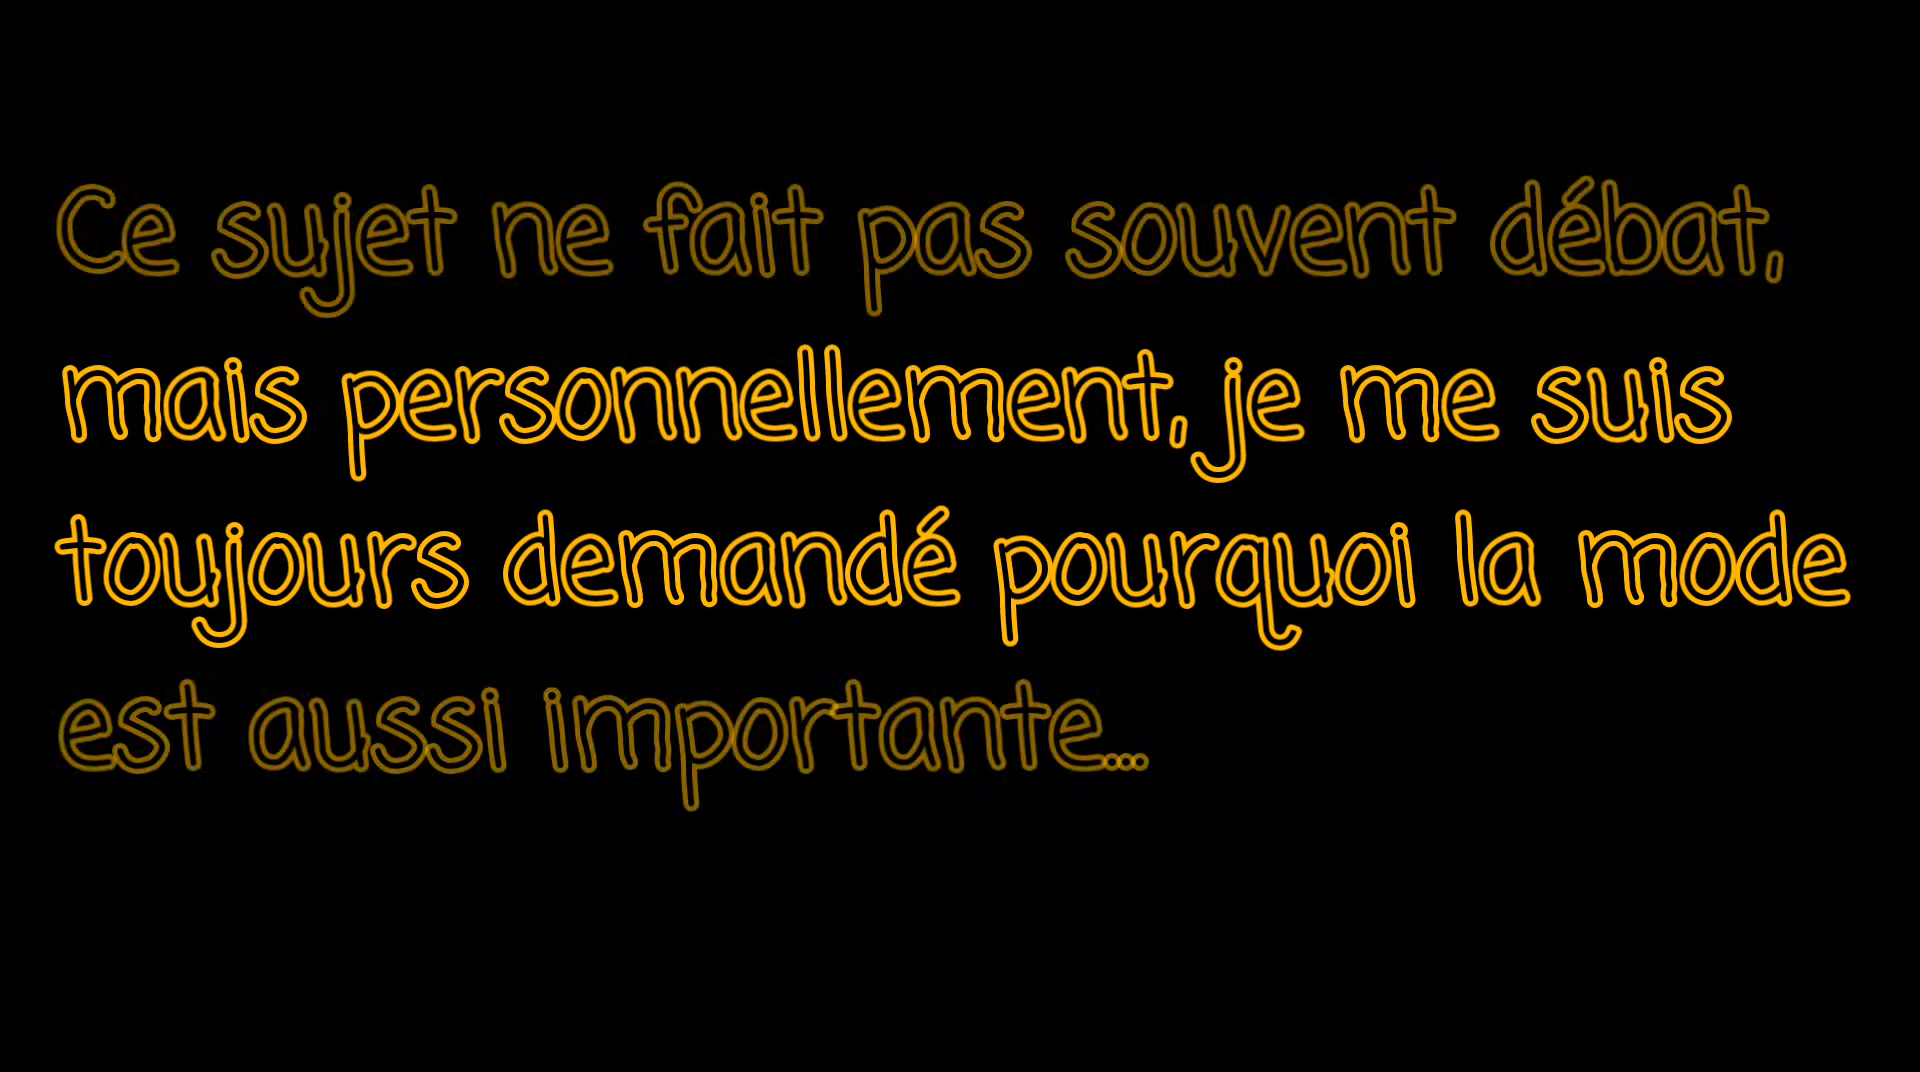 Ce sujet ne fait pas souvent débat,
mais personnellement, je me suis
toujours demandé pourquoi la mode
est aussi importante...